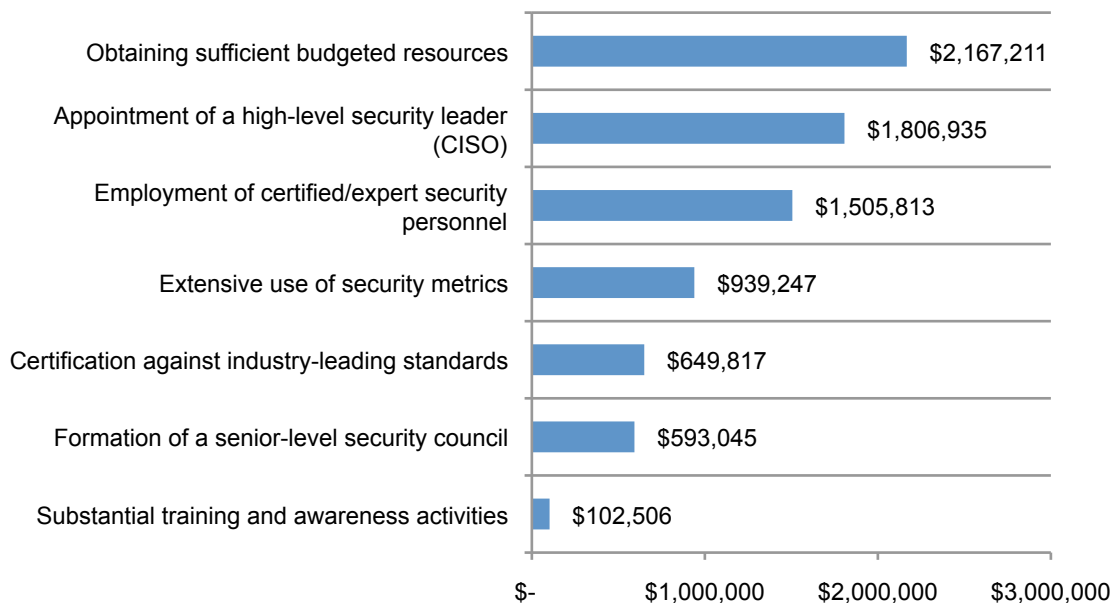 Obtaining sufficient budgeted resources
$2,167,211
Appointment of a high-level security leader
(CISO)
$1,806,935
Employment of certified/expert security
personnel
$1,505,813
Extensive use of security metrics
$939,247
Certification against industry-leading standards
$649,817
Formation of a senior-level security council
$593,045
Substantial training and awareness activities
$102,506
$- $1,000,000 $2,000,000 $3,000,000